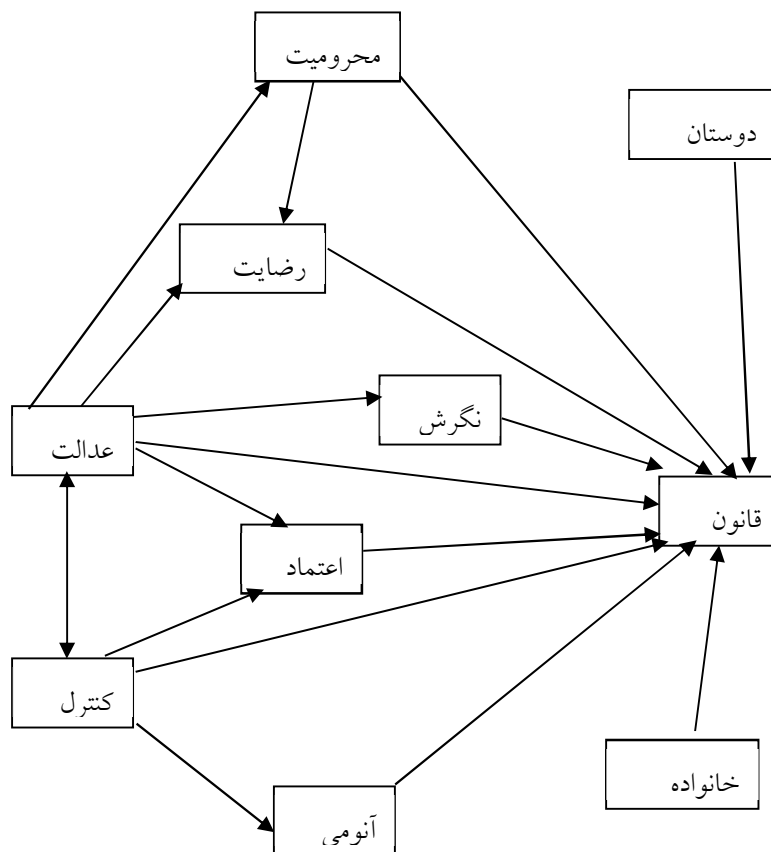 محرومیت
دوستان
رضایت
نگرش
عدالت
قانون
اعتماد
کنترل
خانواده
آنومی